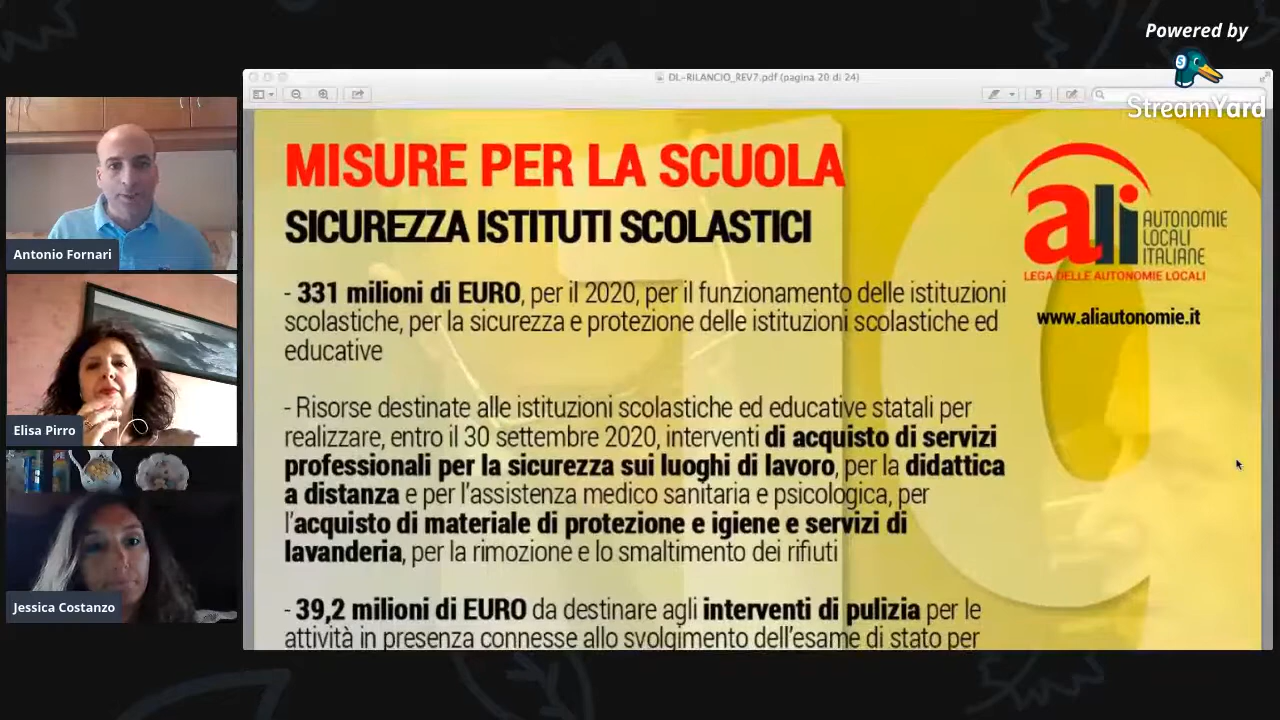 Powered by
StreamYard
DL-RILANCIO_REV7.pdf (pagina 20 di 24)
Antonio Fornari
Elisa Pirro
Jessica Costanzo
MISURE PER LA SCUOLA
SICUREZZA ISTITUTI SCOLASTICI
- 331 milioni di EURO, per il 2020, per il funzionamento delle istituzioni
scolastiche, per la sicurezza e protezione delle istituzioni scolastiche ed
educative
- Risorse destinate alle istituzioni scolastiche ed educative statali per
realizzare, entro il 30 settembre 2020, interventi di acquisto di servizi
professionali per la sicurezza sui luoghi di lavoro, per la didattica
a distanza e per l'assistenza medico sanitaria e psicologica, per
l'acquisto di materiale di protezione e igiene e servizi di
lavanderia, per la rimozione e lo smaltimento dei rifiuti
- 39,2 milioni di EURO da destinare agli interventi di pulizia per le
attività in presenza connesse allo svolgimento dell'esame di stato per
ali
AUTONOMIE
LOCALI
ITALIANE
LEGA DELLE AUTONOMIE LOCALI
www.aliautonomie.it